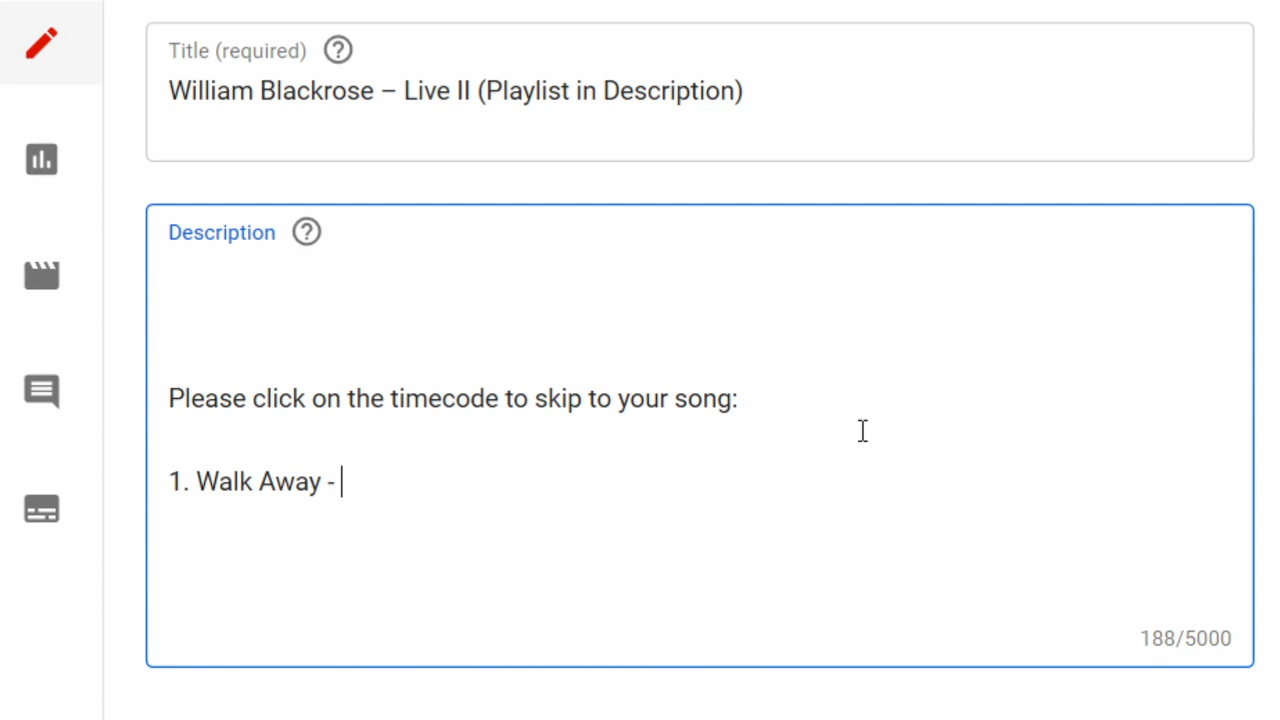 Title (required)
William Blackrose – Live II (Playlist in Description)
Description
Please click on the timecode to skip to your song:
1. Walk Away -
188/5000